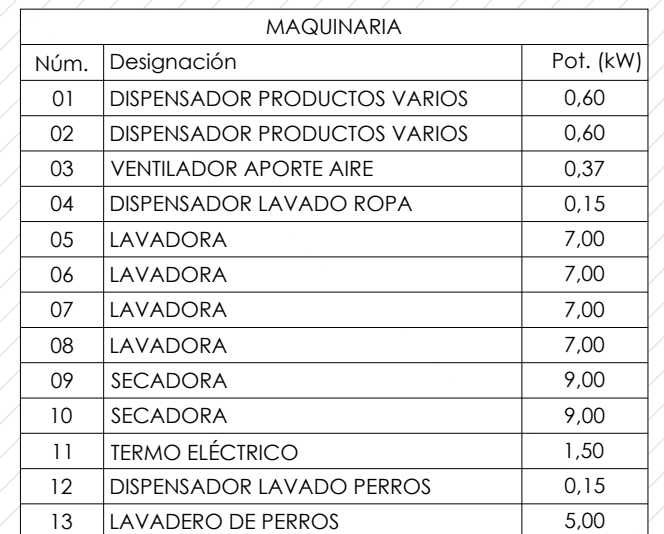 MAQUINARIA
Núm. Designación Pot. (kW)
01 DISPENSADOR PRODUCTOS VARIOS 0,60
02 DISPENSADOR PRODUCTOS VARIOS 0,60
03 VENTILADOR APORTE AIRE 0,37
04 DISPENSADOR LAVADO ROPA 0,15
05 LAVADORA 7,00
06 LAVADORA 7,00
07 LAVADORA 7,00
08 LAVADORA 7,00
09 SECADORA 9,00
10 SECADORA 9,00
11 TERMO ELÉCTRICO 1,50
12 DISPENSADOR LAVADO PERROS 0,15
13 LAVADERO DE PERROS 5,00